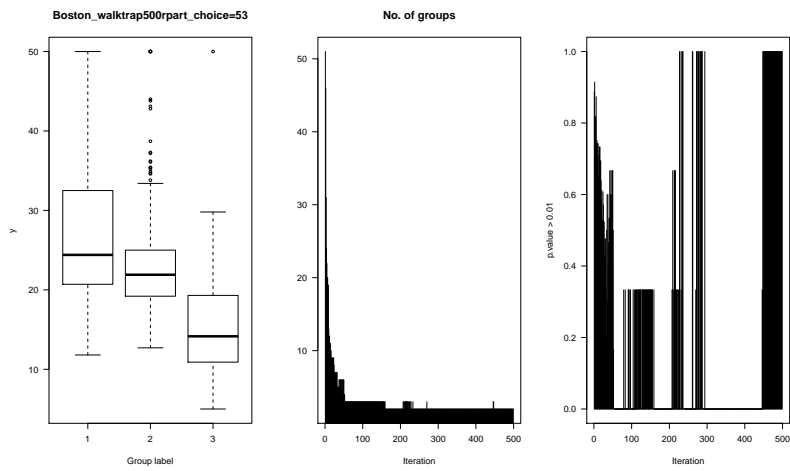 Boston_walktrap500rpart_choice=53
y
50
40
30
20
10
1 2 3
Group label
No. of groups
50
40
30
20
10
0 100 200 300 400 500
Iteration
p.value > 0.01
1.0
0.8
0.6
0.4
0.2
0.0
0 100 200 300 400 500
Iteration